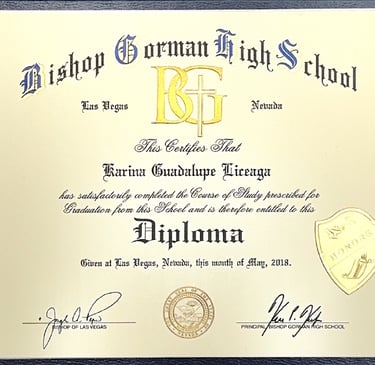 Bishop Gorman High School
BG
Las Vegas Nevada
This Certifies That
Karina Guadalupe Liceaga
has satisfactorily completed the Course of Study prescribed for
Graduation from this School and is therefore entitled to this
Diploma
Given at Las Vegas, Nevada, this month of May, 2018.
HONORS
BISHOP OF LAS VEGAS
PRINCIPAL, BISHOP GORMAN HIGH SCHOOL